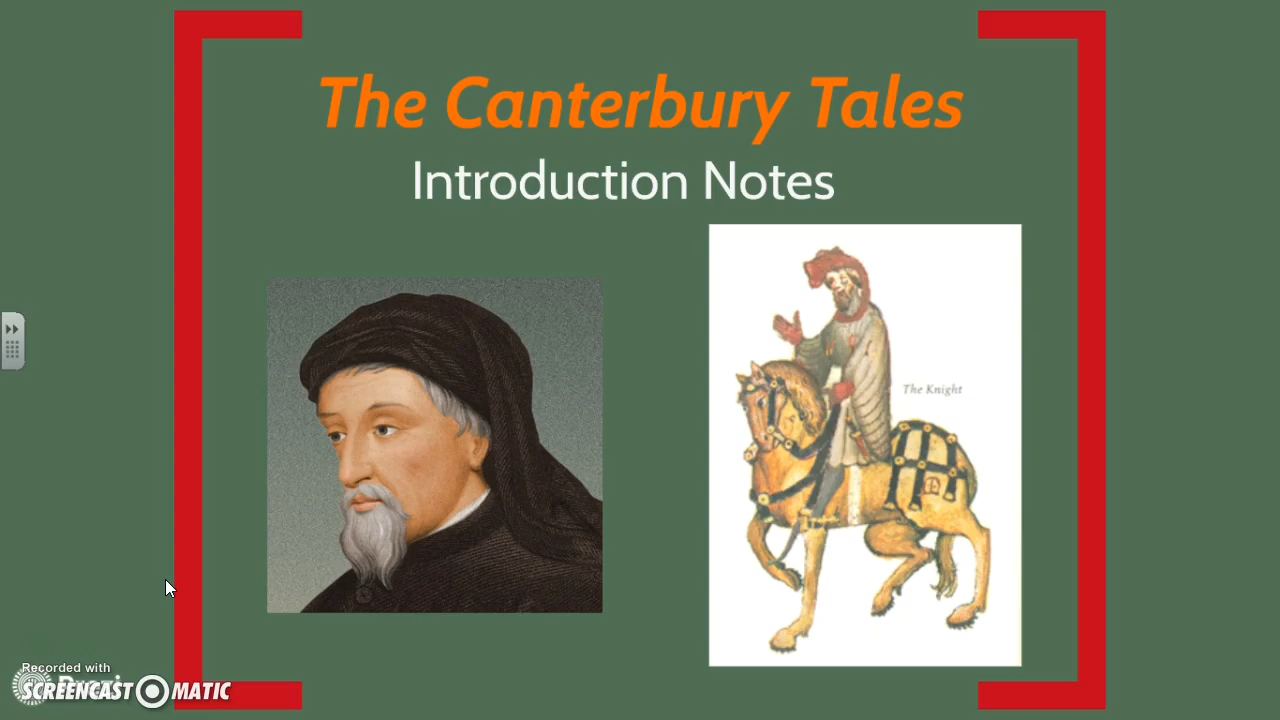 The Canterbury Tales
Introduction Notes
The Knight
Recorded with
SCREENCAST MATIC